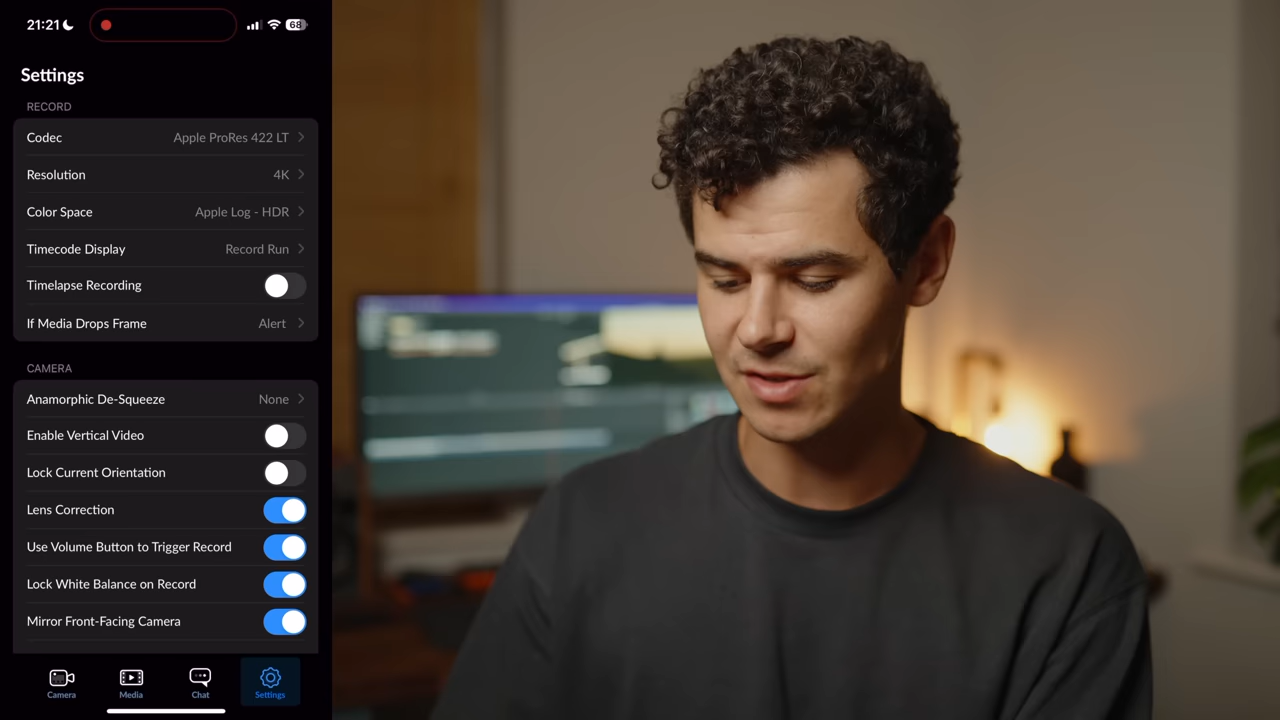 21:21
68
Settings
RECORD
Codec Apple ProRes 422 LT
Resolution 4K
Color Space Apple Log - HDR
Timecode Display Record Run
Timelapse Recording
If Media Drops Frame Alert
CAMERA
Anamorphic De-Squeeze None
Enable Vertical Video
Lock Current Orientation
Lens Correction
Use Volume Button to Trigger Record
Lock White Balance on Record
Mirror Front-Facing Camera
Camera Media Chat Settings